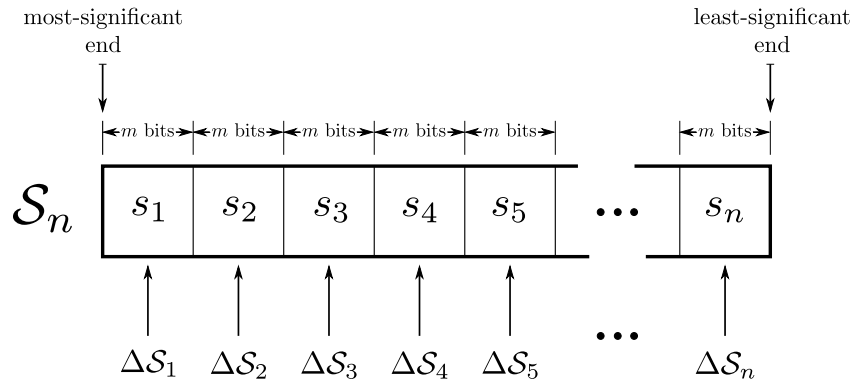 most-significant end least-significant end
m bits m bits m bits m bits m bits m bits
𝒮ₙ s₁ s₂ s₃ s₄ s₅ ••• sₙ
•••
Δ𝒮₁ Δ𝒮₂ Δ𝒮₃ Δ𝒮₄ Δ𝒮₅ Δ𝒮ₙ